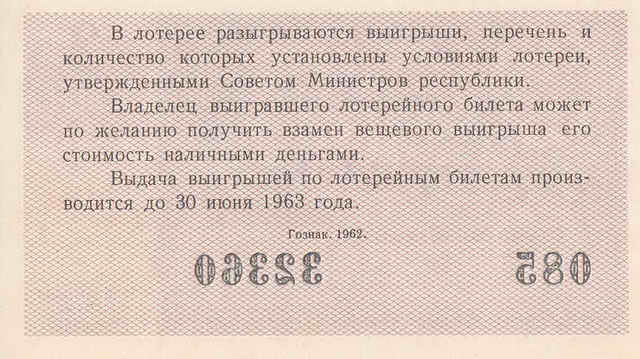 В лотерее разыгрываются выигрыши, перечень и
количество которых установлены условиями лотереи,
утвержденными Советом Министров республики.
Владелец выигравшего лотерейного билета может
по желанию получить взамен вещевого выигрыша его
стоимость наличными деньгами.
Выдача выигрышей по лотерейным билетам произ-
водится до 30 июня 1963 года.
Гознак. 1962.
32360 085